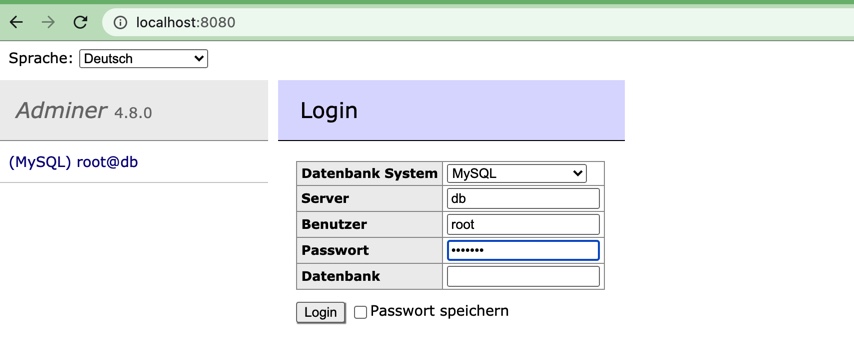 localhost:8080
Sprache: Deutsch
Adminer 4.8.0
Login
(MySQL) root@db
Datenbank System MySQL
Server db
Benutzer root
Passwort •••••••
Datenbank
Login Passwort speichern